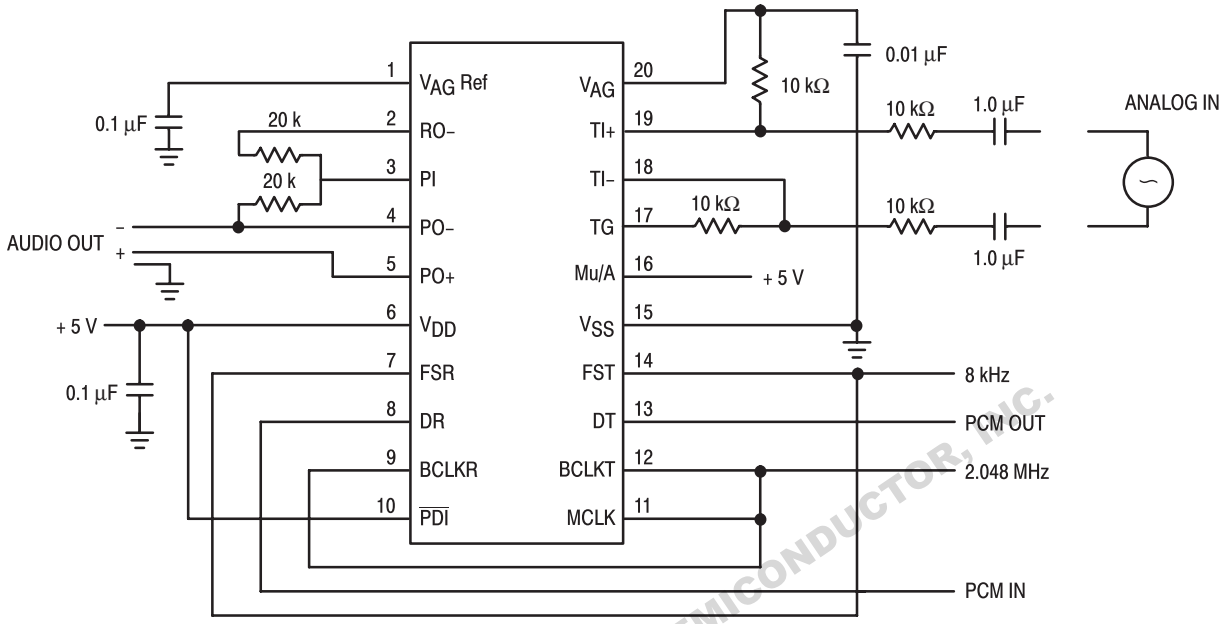 1
V_AG Ref
0.1 μF
2
RO–
20 k
3
PI
20 k
4
PO–
–
AUDIO OUT
+
5
PO+
6
V_DD
+ 5 V
7
FSR
0.1 μF
8
DR
9
BCLKR
10
PDI
20
V_AG
0.01 μF
10 kΩ
19
TI+
10 kΩ
1.0 μF
ANALOG IN
18
TI–
17
TG
10 kΩ
10 kΩ
1.0 μF
16
Mu/A
+ 5 V
15
V_SS
14
FST
8 kHz
13
DT
PCM OUT
12
BCLKT
2.048 MHz
11
MCLK
PCM IN
EMICONDUCTOR, INC.